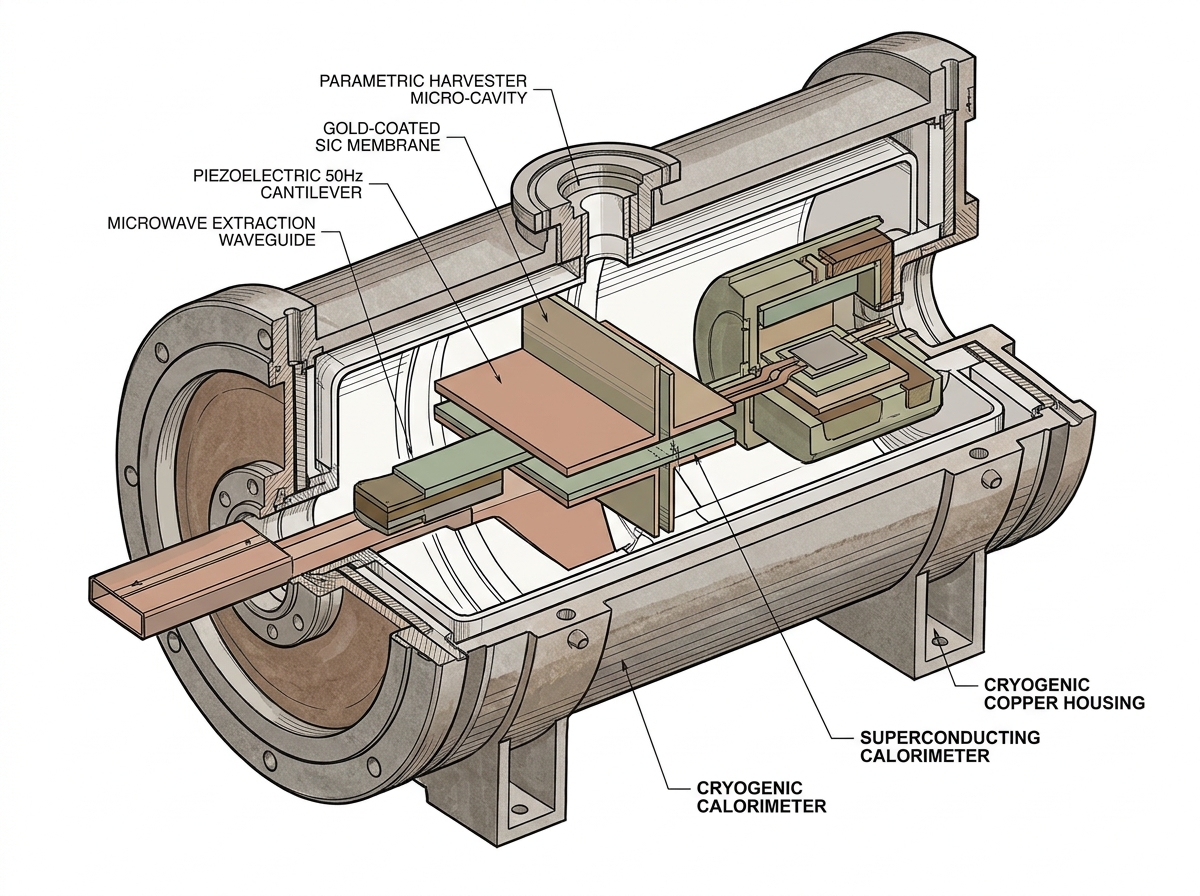 PARAMETRIC HARVESTER
MICRO-CAVITY
GOLD-COATED
SIC MEMBRANE
PIEZOELECTRIC 50Hz
CANTILEVER
MICROWAVE EXTRACTION
WAVEGUIDE
CRYOGENIC
COPPER HOUSING
SUPERCONDUCTING
CALORIMETER
CRYOGENIC
CALORIMETER